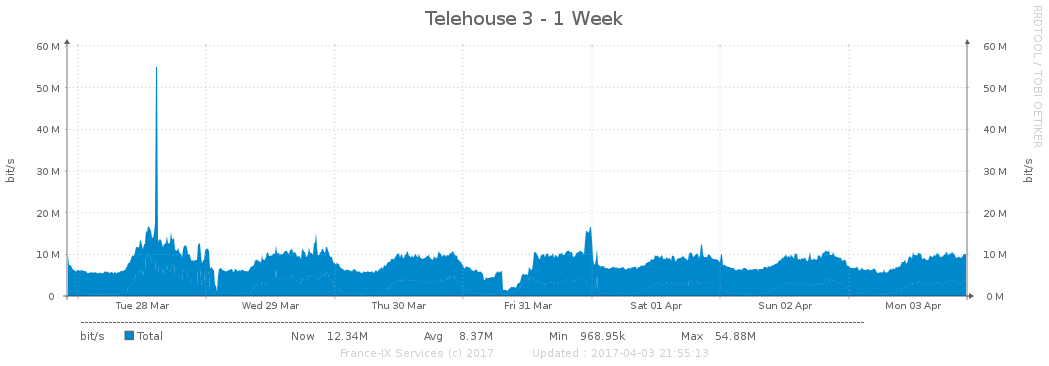 Telehouse 3 - 1 Week
RRDTOOL / TOBI OETIKER
60 M 60 M
50 M 50 M
40 M 40 M
30 M 30 M
20 M 20 M
10 M 10 M
0 0 M
bit/s bit/s
Tue 28 Mar Wed 29 Mar Thu 30 Mar Fri 31 Mar Sat 01 Apr Sun 02 Apr Mon 03 Apr
bit/s Total Now 12.34M Avg 8.37M Min 968.95k Max 54.88M
France-IX Services (c) 2017 Updated : 2017-04-03 21:55:13